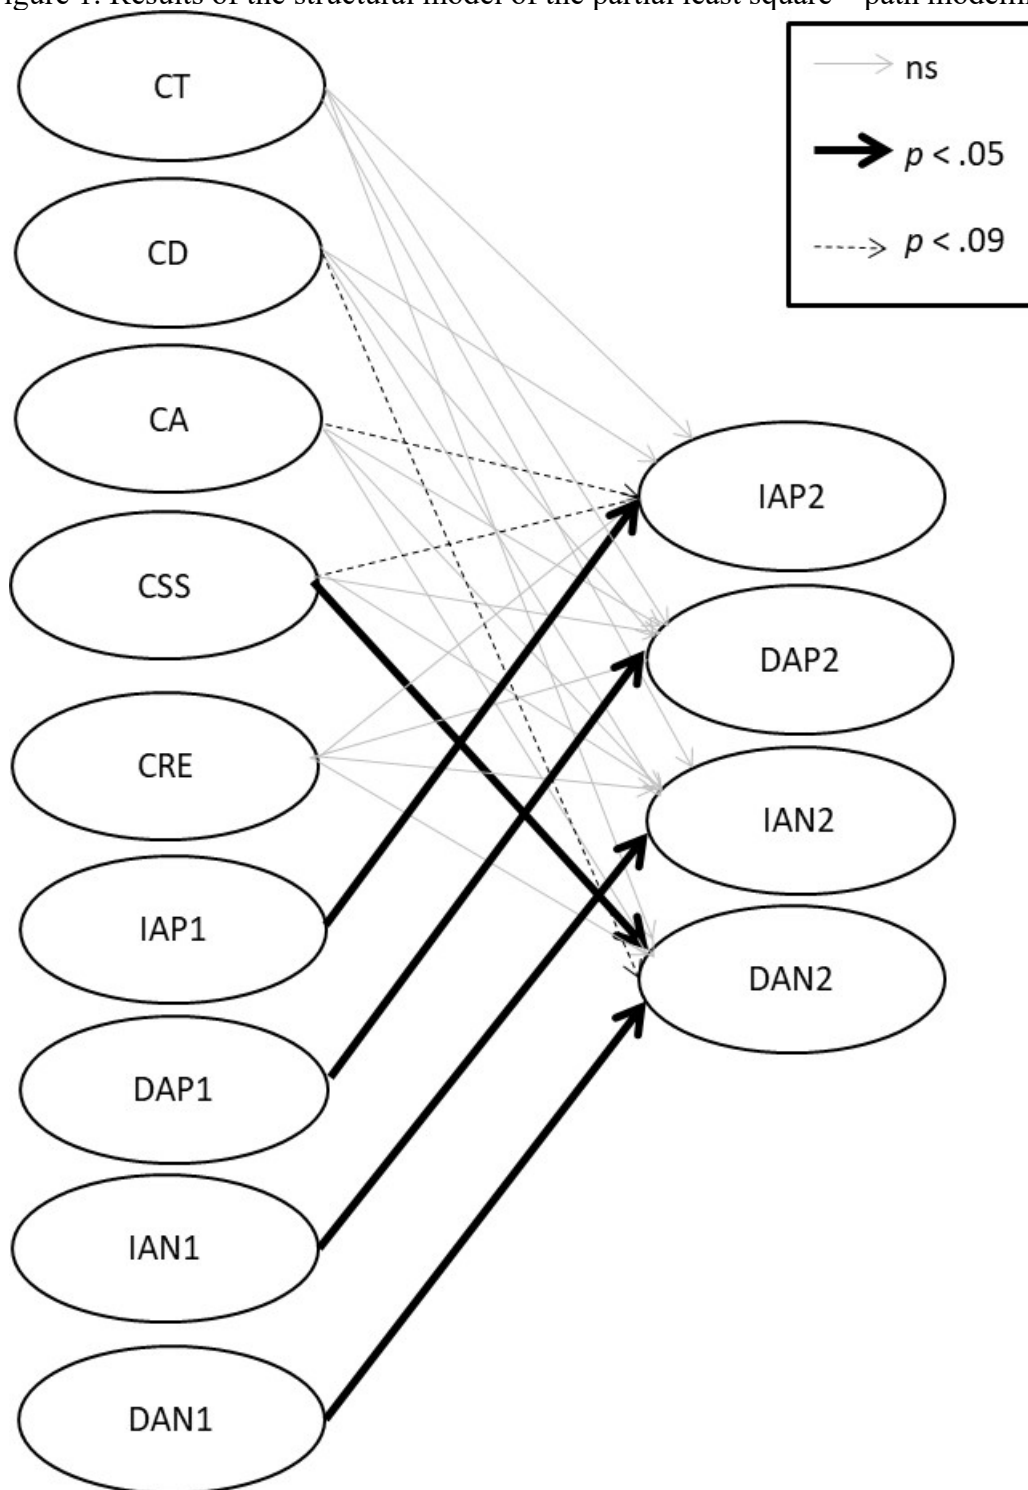 Figure 1. Results of the structural model of the partial least square – path modelin
CT
ns
p < .05
CD
p < .09
CA
IAP2
CSS
DAP2
CRE
IAN2
IAP1
DAN2
DAP1
IAN1
DAN1